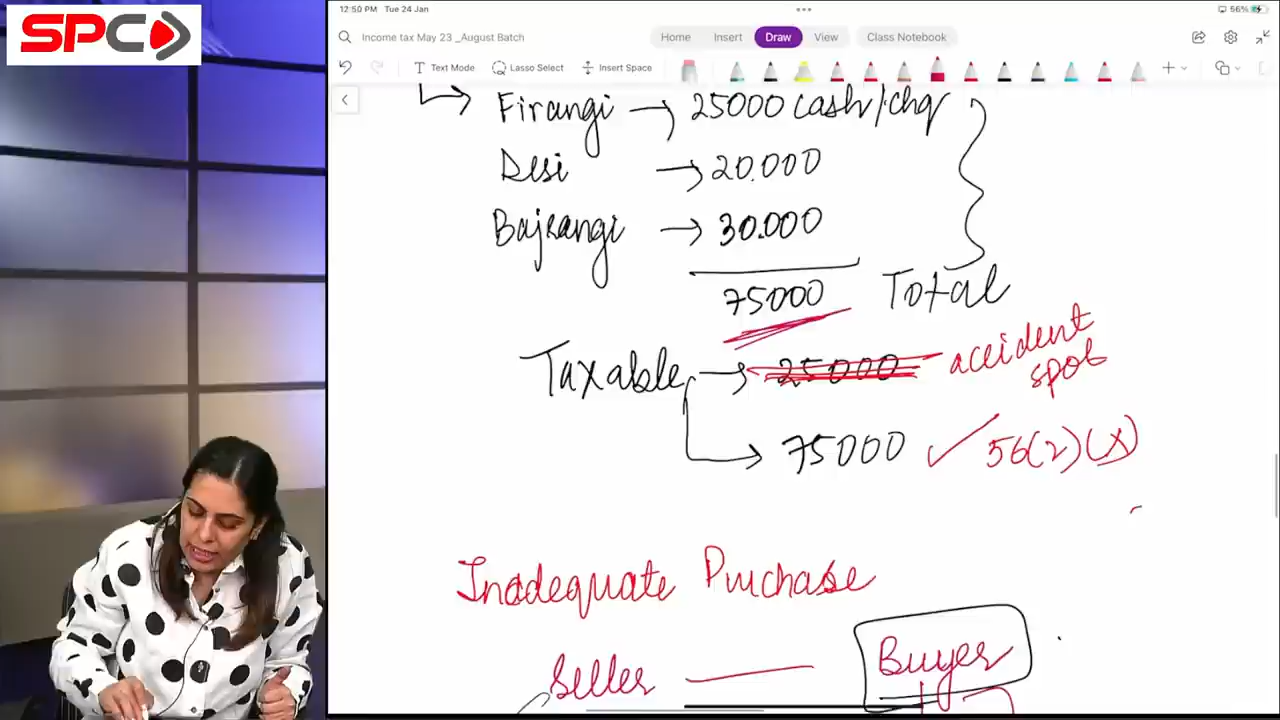 SPC
12:50 PM Tue 24 Jan
56%
Income tax May 23 _August Batch
Home Insert Draw View Class Notebook
Text Mode Lasso Select Insert Space
Firangi → 25000 cash/chq
Desi → 20.000
Bajrangi → 30.000
75000 Total
Taxable → 25000 accident spot
→ 75000 ✓ 56(2)(x)
Inadequate Purchase
Seller — Buyer